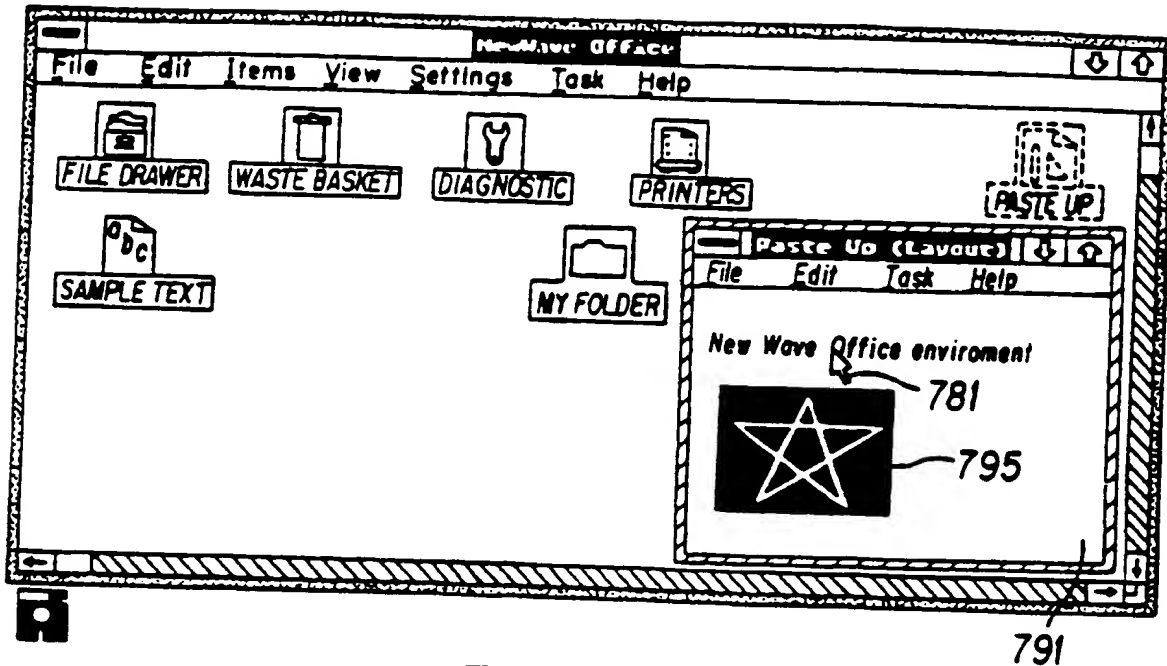 NewWave Office
File Edit Items View Settings Task Help
FILE DRAWER WASTE BASKET DIAGNOSTIC PRINTERS PASTE UP
abc
SAMPLE TEXT MY FOLDER
Paste Up (Layout)
File Edit Task Help
New Wave Office enviroment
781
795
791